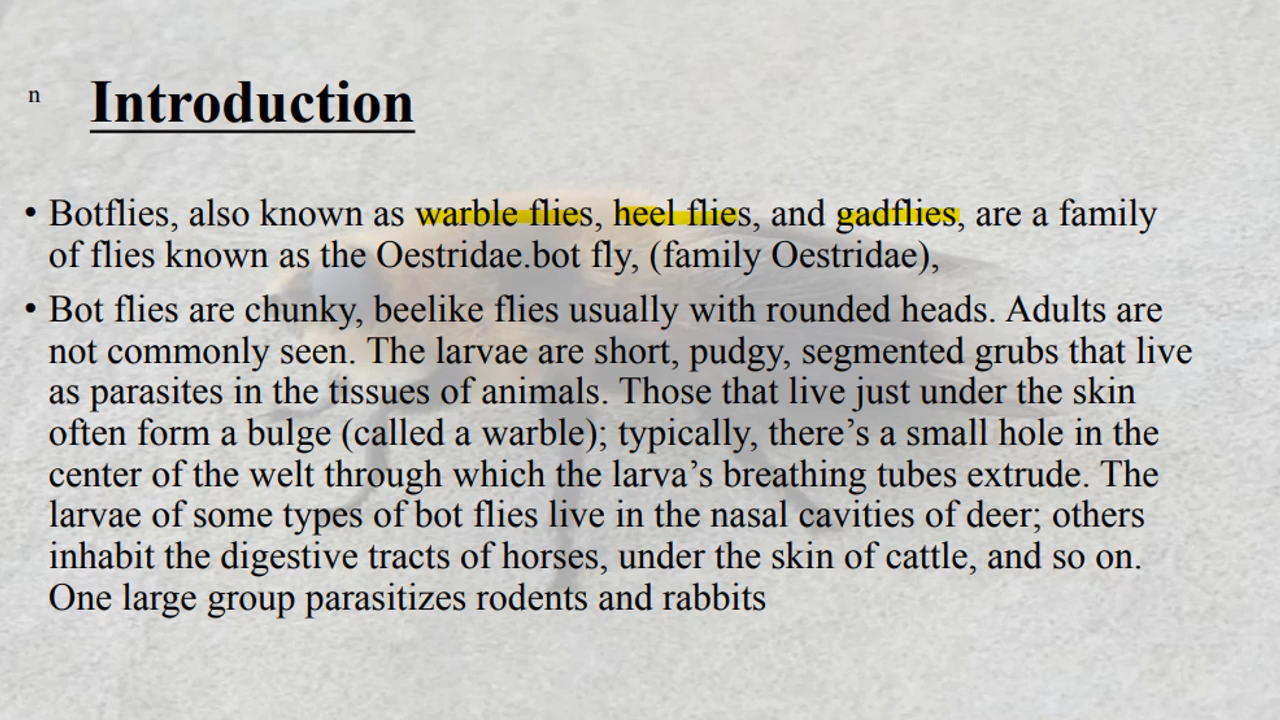 n Introduction
• Botflies, also known as warble flies, heel flies, and gadflies, are a family
of flies known as the Oestridae.bot fly, (family Oestridae),
• Bot flies are chunky, beelike flies usually with rounded heads. Adults are
not commonly seen. The larvae are short, pudgy, segmented grubs that live
as parasites in the tissues of animals. Those that live just under the skin
often form a bulge (called a warble); typically, there’s a small hole in the
center of the welt through which the larva’s breathing tubes extrude. The
larvae of some types of bot flies live in the nasal cavities of deer; others
inhabit the digestive tracts of horses, under the skin of cattle, and so on.
One large group parasitizes rodents and rabbits